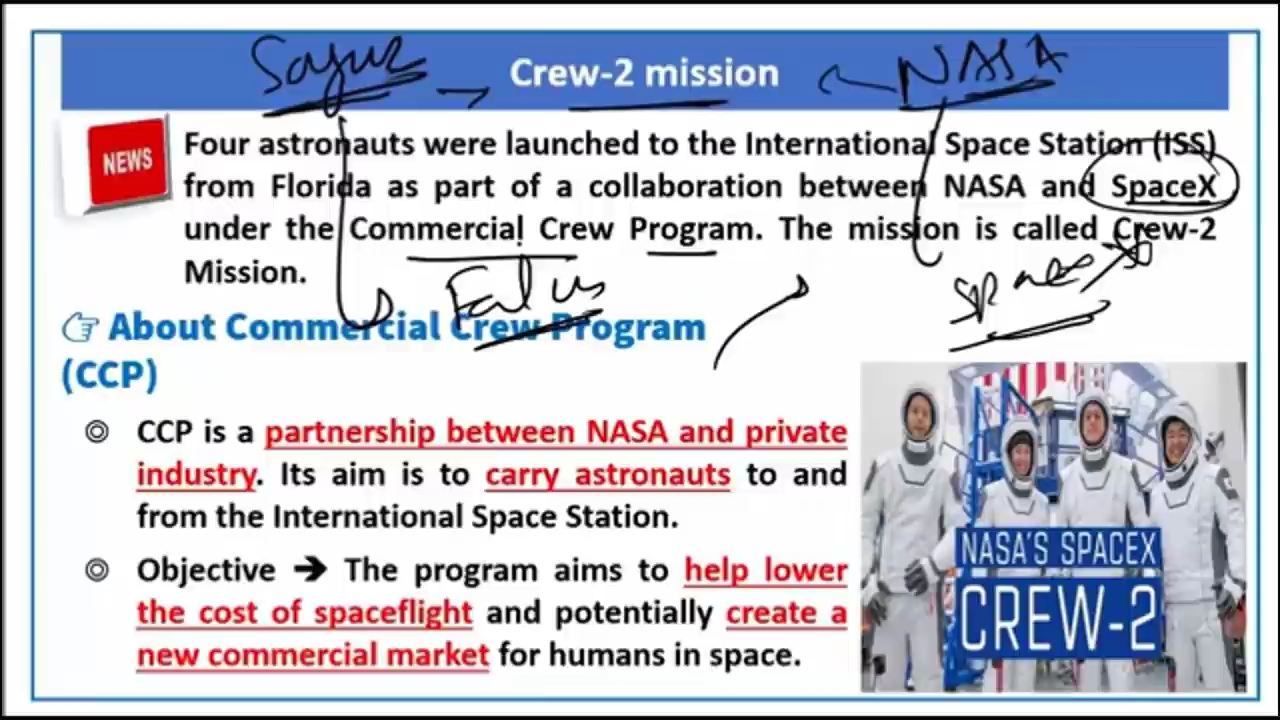 Crew-2 mission
NASA
NEWS
Four astronauts were launched to the International Space Station (ISS)
from Florida as part of a collaboration between NASA and SpaceX
under the Commercial Crew Program. The mission is called Crew-2
Mission.
Space X
About Commercial Crew Program
(CCP)
CCP is a partnership between NASA and private
industry. Its aim is to carry astronauts to and
from the International Space Station.
Objective → The program aims to help lower
the cost of spaceflight and potentially create a
new commercial market for humans in space.
NASA'S SPACEX
CREW-2